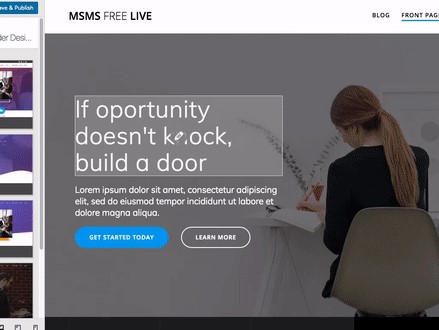 ve & Publish
MSMS FREE LIVE
BLOG
FRONT PAG
der Desi...
If oportunity
doesn't k ock,
build a door
Lorem ipsum dolor sit amet, consectetur adipiscing
elit, sed do eiusmod tempor incididunt ut labore et
dolore magna aliqua.
GET STARTED TODAY
LEARN MORE